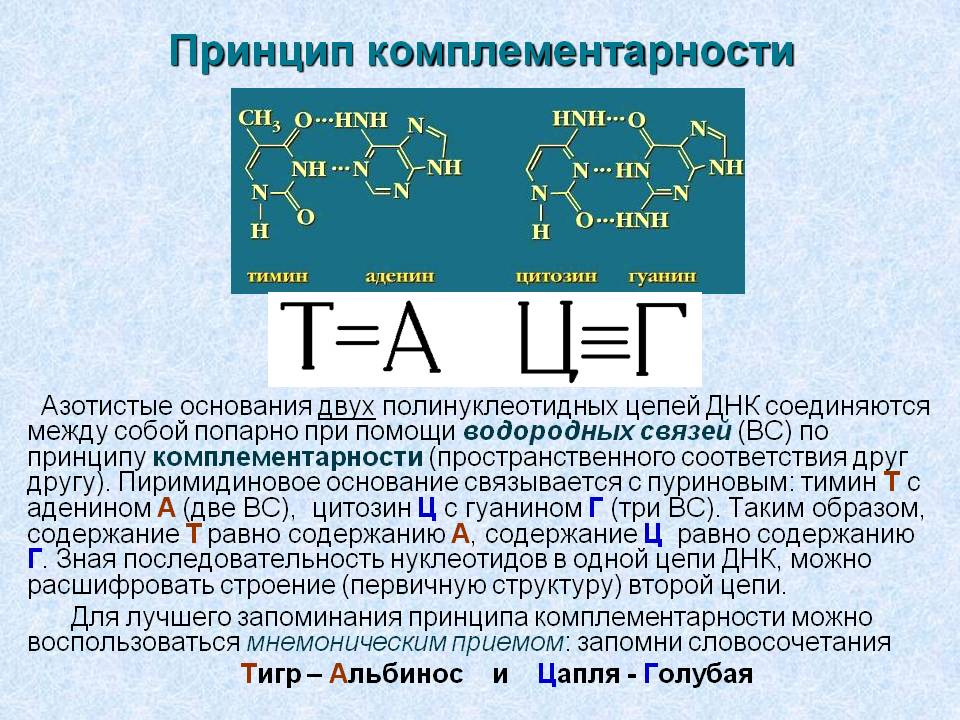 Принцип комплементарности
CH3 O···HNH N HNH···O N
NH···N NH N···HN NH
N N N N
H O H O···HNH
тимин аденин цитозин гуанин
Т=А Ц≡Г
Азотистые основания двух полинуклеотидных цепей ДНК соединяются
между собой попарно при помощи водородных связей (ВС) по
принципу комплементарности (пространственного соответствия друг
другу). Пиримидиновое основание связывается с пуриновым: тимин Т с
аденином А (две ВС), цитозин Ц с гуанином Г (три ВС). Таким образом,
содержание Т равно содержанию А, содержание Ц равно содержанию
Г. Зная последовательность нуклеотидов в одной цепи ДНК, можно
расшифровать строение (первичную структуру) второй цепи.
Для лучшего запоминания принципа комплементарности можно
воспользоваться мнемоническим приемом: запомни словосочетания
Тигр – Альбинос и Цапля - Голубая